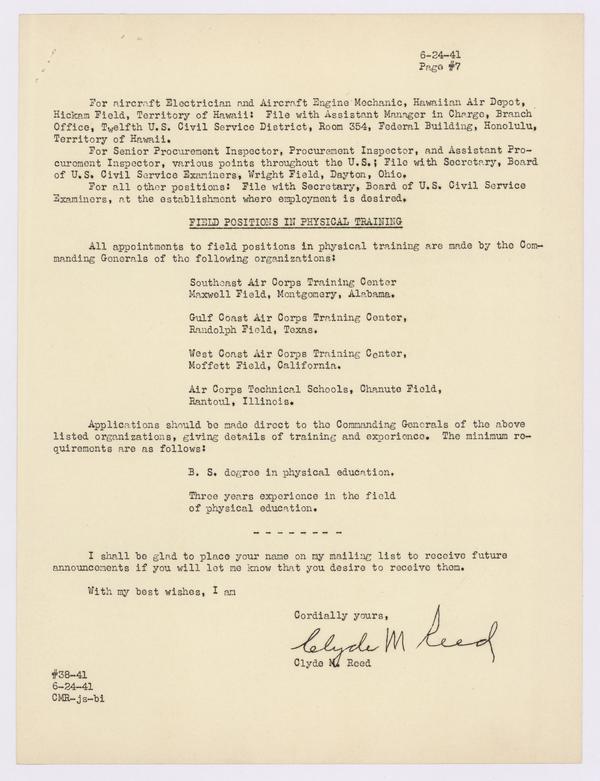 6-24-41
Page #7
For aircraft Electrician and Aircraft Engine Mechanic, Hawaiian Air Depot,
Hickam Field, Territory of Hawaii: File with Assistant Manager in Charge, Branch
Office, Twelfth U.S. Civil Service District, Room 354, Federal Building, Honolulu,
Territory of Hawaii.
For Senior Procurement Inspector, Procurement Inspector, and Assistant Pro-
curement Inspector, various points throughout the U.S.; File with Secretary, Board
of U.S. Civil Service Examiners, Wright Field, Dayton, Ohio.
For all other positions: File with Secretary, Board of U.S. Civil Service
Examiners, at the establishment where employment is desired.
FIELD POSITIONS IN PHYSICAL TRAINING
All appointments to field positions in physical training are made by the Com-
manding Generals of the following organizations:
Southeast Air Corps Training Center
Maxwell Field, Montgomery, Alabama.
Gulf Coast Air Corps Training Center,
Randolph Field, Texas.
West Coast Air Corps Training Center,
Moffett Field, California.
Air Corps Technical Schools, Chanute Field,
Rantoul, Illinois.
Applications should be made direct to the Commanding Generals of the above
listed organizations, giving details of training and experience. The minimum re-
quirements are as follows:
B. S. degree in physical education.
Three years experience in the field
of physical education.
- - - - - - - -
I shall be glad to place your name on my mailing list to receive future
announcements if you will let me know that you desire to receive them.
With my best wishes, I am
Cordially yours,
Clyde M Reed
Clyde M. Reed
#38-41
6-24-41
CMR-js-bi